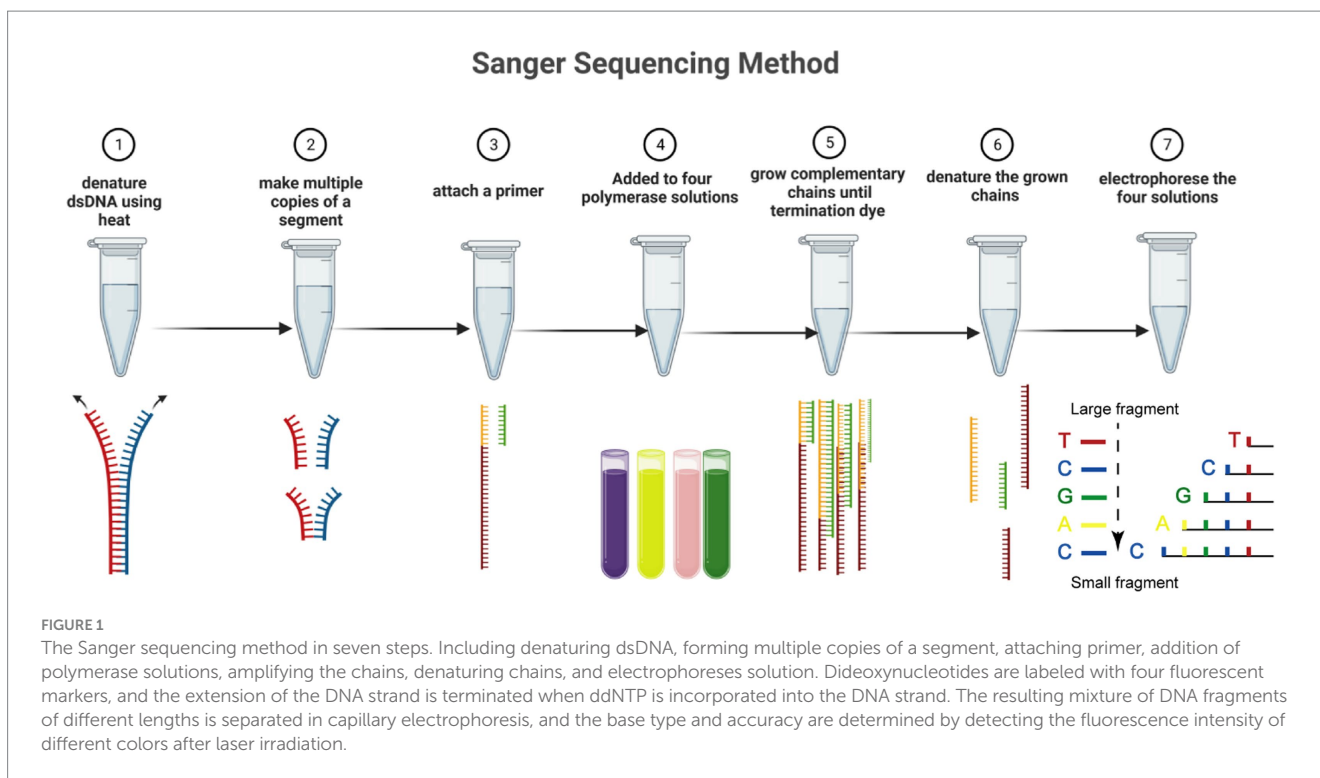 Sanger Sequencing Method
1
denature
dsDNA using
heat
2
make multiple
copies of a
segment
3
attach a primer
4
Added to four
polymerase solutions
5
grow complementary
chains until
termination dye
6
denature the grown
chains
7
electrophorese the
four solutions
Large fragment
T
C
G
A
C
Small fragment
T
C
G
A
C
FIGURE 1
The Sanger sequencing method in seven steps. Including denaturing dsDNA, forming multiple copies of a segment, attaching primer, addition of
polymerase solutions, amplifying the chains, denaturing chains, and electrophoreses solution. Dideoxynucleotides are labeled with four fluorescent
markers, and the extension of the DNA strand is terminated when ddNTP is incorporated into the DNA strand. The resulting mixture of DNA fragments
of different lengths is separated in capillary electrophoresis, and the base type and accuracy are determined by detecting the fluorescence intensity of
different colors after laser irradiation.